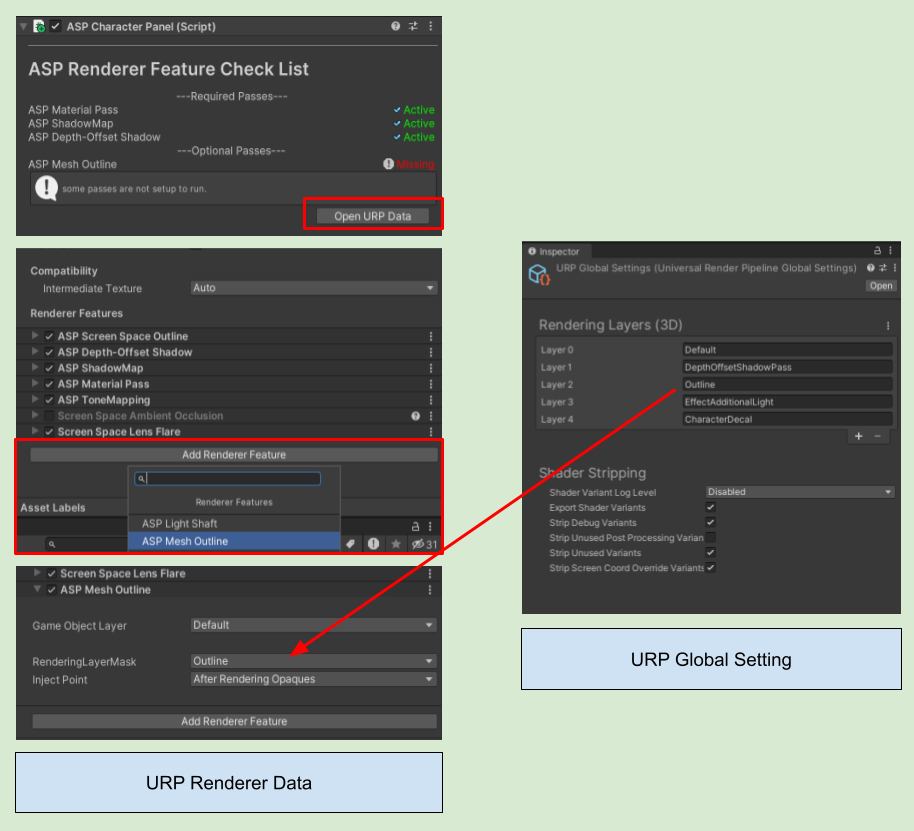 ASP Character Panel (Script)
ASP Renderer Feature Check List
---Required Passes---
ASP Material Pass Active
ASP ShadowMap Active
ASP Depth-Offset Shadow Active
---Optional Passes---
ASP Mesh Outline Missing
some passes are not setup to run.
Open URP Data
Compatibility
Intermediate Texture Auto
Renderer Features
ASP Screen Space Outline
ASP Depth-Offset Shadow
ASP ShadowMap
ASP Material Pass
ASP ToneMapping
Screen Space Ambient Occlusion
Screen Space Lens Flare
Add Renderer Feature
Renderer Features
Asset Labels
ASP Light Shaft
ASP Mesh Outline
31
Screen Space Lens Flare
ASP Mesh Outline
Game Object Layer Default
RenderingLayerMask Outline
Inject Point After Rendering Opaques
Add Renderer Feature
URP Renderer Data
Inspector
URP Global Settings (Universal Render Pipeline Global Settings)
Open
Rendering Layers (3D)
Layer 0 Default
Layer 1 DepthOffsetShadowPass
Layer 2 Outline
Layer 3 EffectAdditionalLight
Layer 4 CharacterDecal
Shader Stripping
Shader Variant Log Level Disabled
Export Shader Variants
Strip Debug Variants
Strip Unused Post Processing Varian
Strip Unused Variants
Strip Screen Coord Override Variants
URP Global Setting